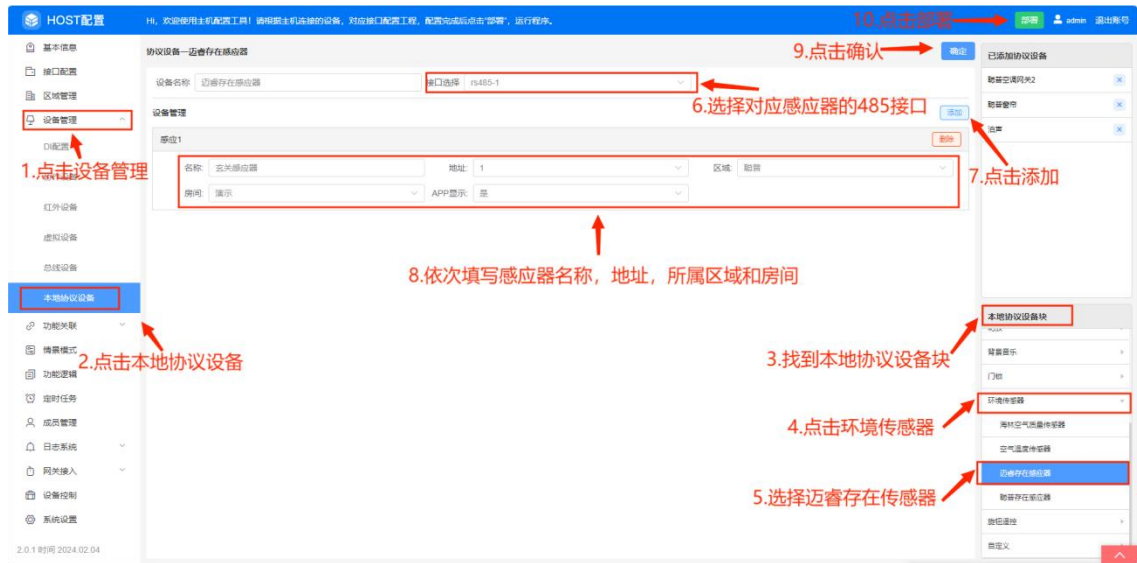 HOST配置
Hi, 欢迎使用主机配置工具! 请根据主机连接的设备, 对应接口配置工程, 配置完成后点击"部署", 运行程序。
10.点击部署
部署
admin
退出账号
基本信息
接口配置
区域管理
设备管理
DI配置
1.点击设备管理
红外设备
虚拟设备
总线设备
本地协议设备
2.点击本地协议设备
功能关联
情景模式
功能逻辑
定时任务
成员管理
日志系统
网关接入
设备控制
系统设置
2.0.1 时间 2024.02.04
协议设备—迈睿存在感应器
9.点击确认
确定
设备名称 迈睿存在感应器
接口选择 rs485-1
6.选择对应感应器的485接口
设备管理
添加
7.点击添加
感应1
删除
名称: 玄关感应器
地址: 1
区域: 聪普
房间: 演示
APP显示: 是
8.依次填写感应器名称, 地址, 所属区域和房间
已添加协议设备
聪普空调网关2
聪普窗帘
本地协议设备块
3.找到本地协议设备块
背景音乐
门锁
环境传感器
4.点击环境传感器
海林空气质量传感器
空气温度传感器
迈睿存在感应器
5.选择迈睿存在传感器
聪普存在感应器
旋钮遥控
自定义